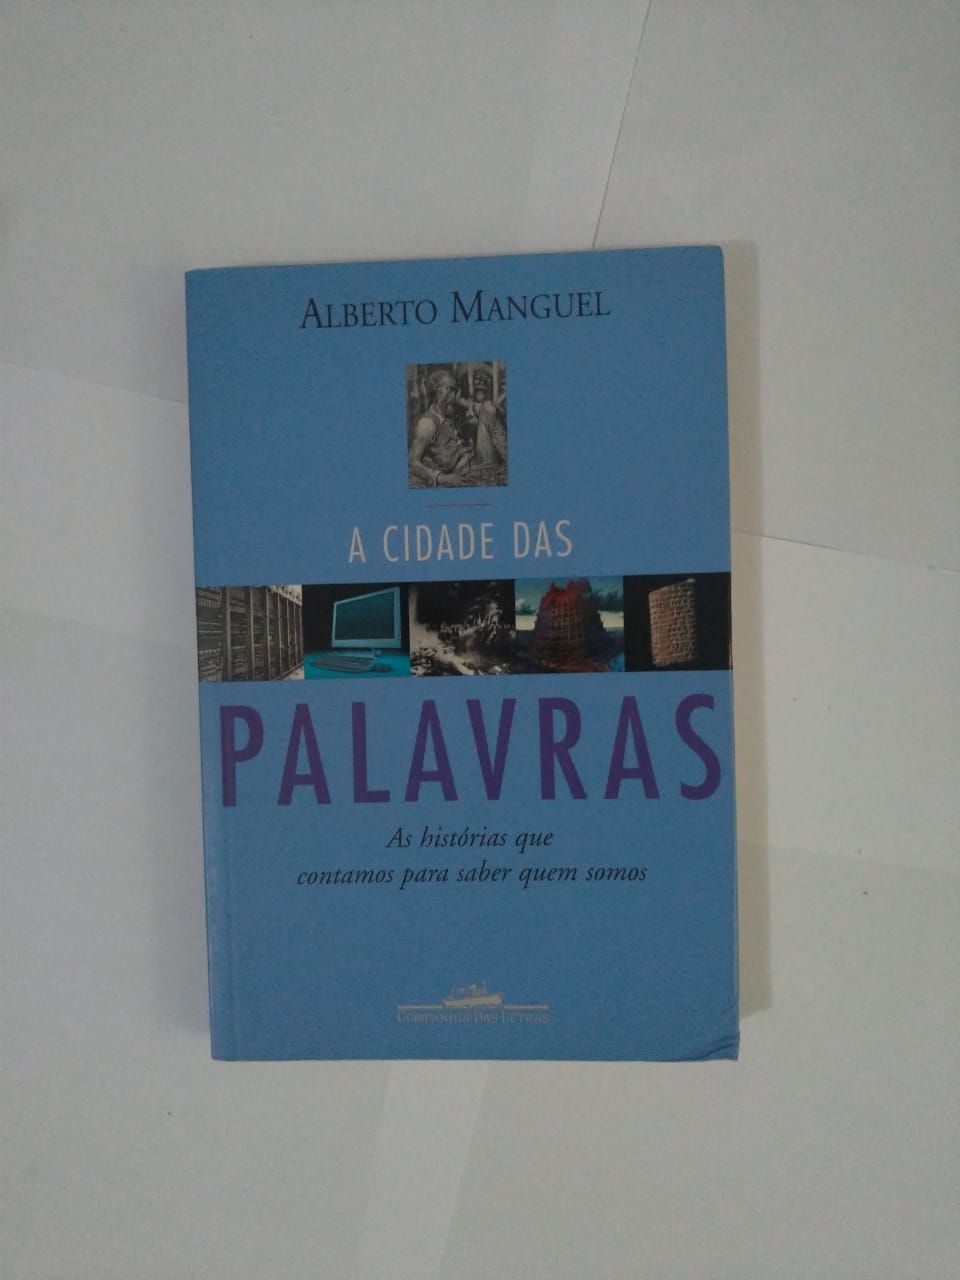 ALBERTO MANGUEL
A CIDADE DAS
PALAVRAS
As histórias que
contamos para saber quem somos
COMPANHIA DAS LETRAS